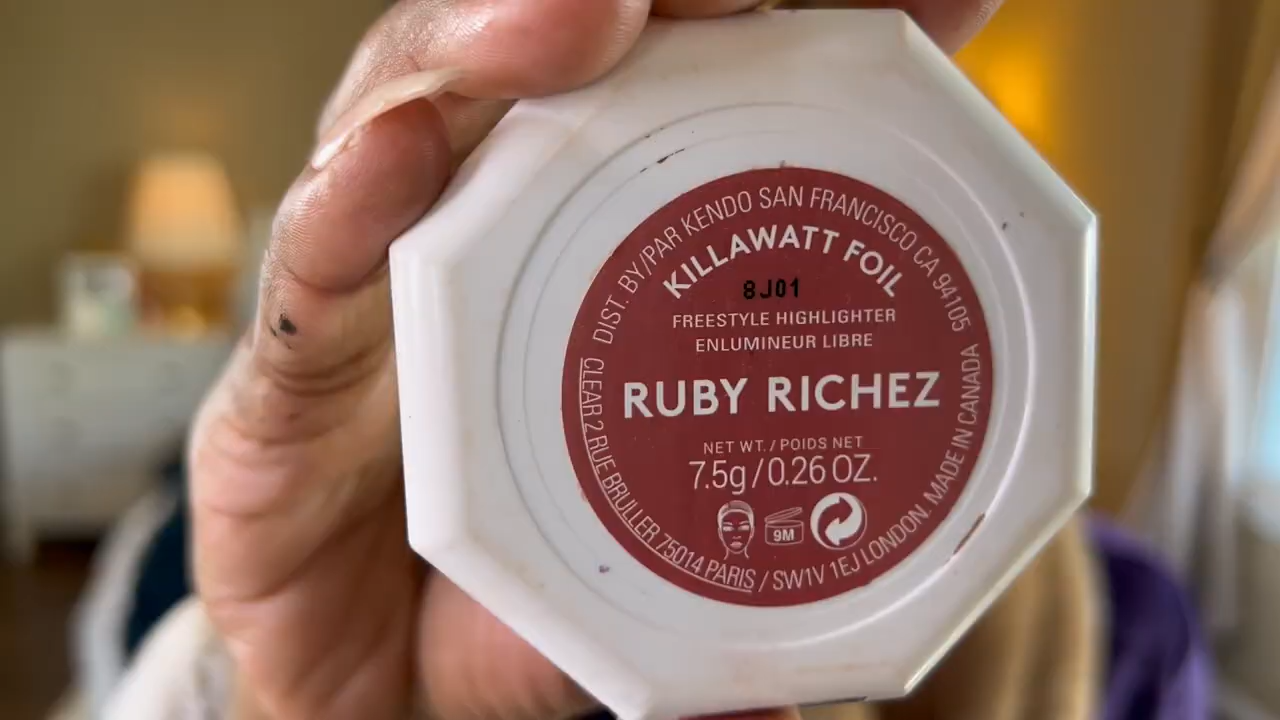 DIST. BY/PAR KENDO SAN FRANCISCO CA 94105
KILLAWATT FOIL
8J01
FREESTYLE HIGHLIGHTER
ENLUMINEUR LIBRE
RUBY RICHEZ
NET WT. / POIDS NET
7.5g/0.26 OZ.
9M
CLEAR 2 RUE BRULLER 75014 PARIS / SW1V 1EJ LONDON. MADE IN CANADA